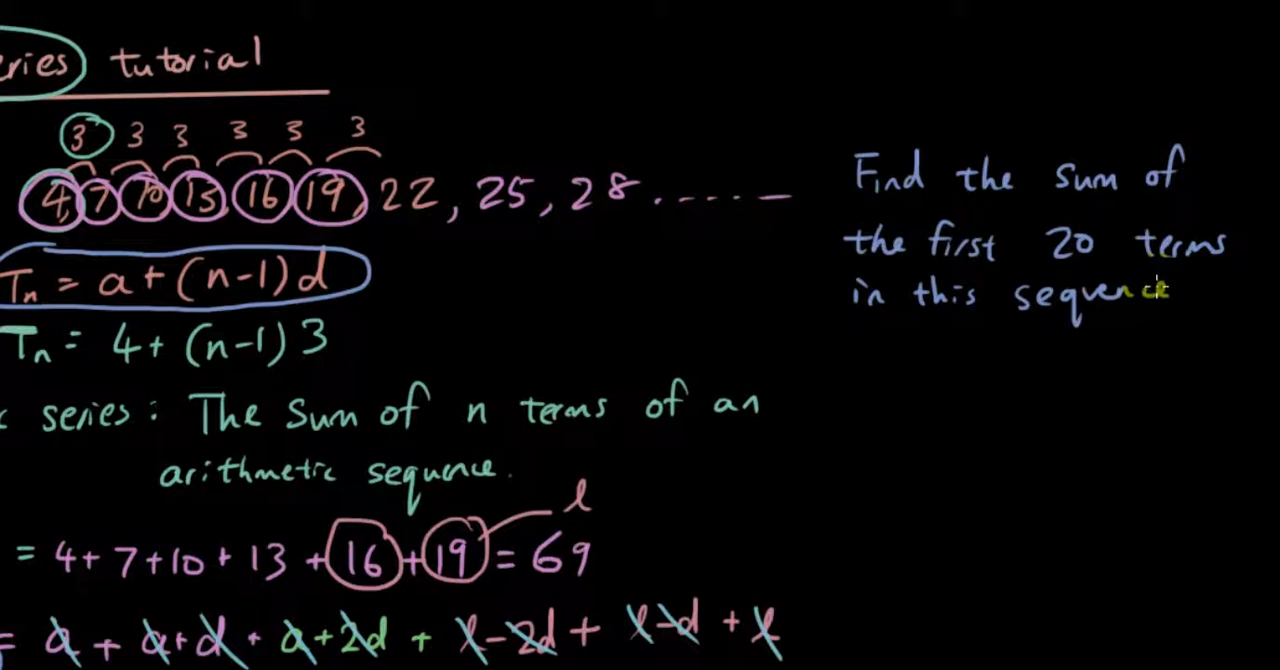 eries tutorial
3 3 3 3 3 3
4, 7, 10, 13, 16, 19, 22, 25, 28.....—
Find the sum of
the first 20 terms
in this sequence
Tn = a + (n-1) d
Tn = 4 + (n-1) 3
c series: The Sum of n terms of an
arithmetic sequence.
l
= 4 + 7 + 10 + 13 + 16 + 19 = 69
= a + a+d + a+2d + l-2d + l-d + l